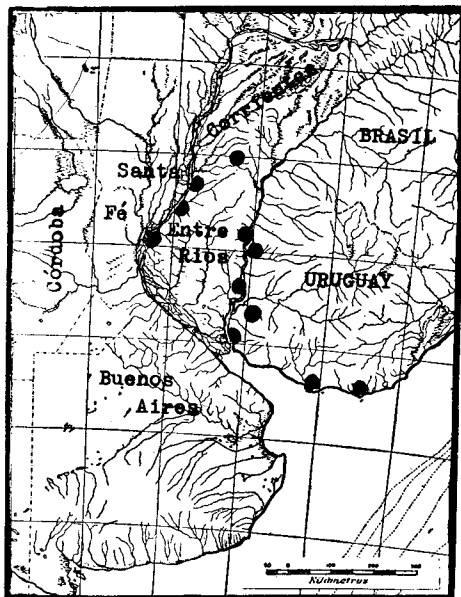 Corrientes
BRASIL
Santa
Fé
Entre
Rios
Córdoba
URUGUAY
Buenos
Aires
Kilómetros